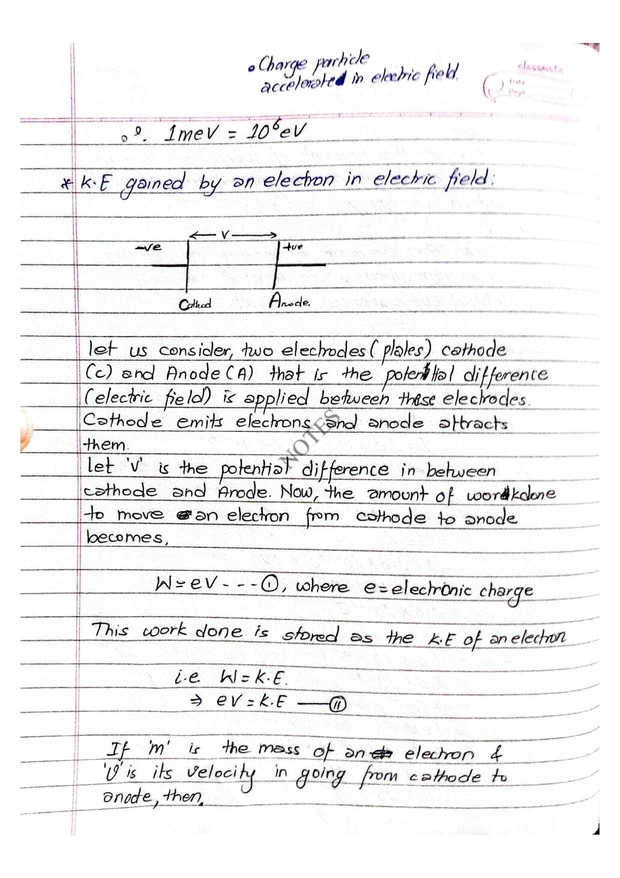 • Charge particle
accelerated in electric field.
classmate
Date
Page
∴ 1meV = 10⁶eV
* K.E gained by an electron in electric field:
V
-ve
+ve
Cathod
Anode.
let us consider, two electrodes (plates) cathode
(C) and Anode (A) that is the potential difference
(electric field) is applied between these electrodes.
Cathode emits electrons and anode attracts
them.
NOTES
Let 'V' is the potential difference in between
cathode and Anode. Now, the amount of workdone
to move an electron from cathode to anode
becomes,
W=eV---①, where e=electronic charge
This work done is stored as the K.E of an electron
i.e W=K.E.
⇒ eV=K.E —⑪
If 'm' is the mass of an electron &
'v' is its velocity in going from cathode to
anode, then,